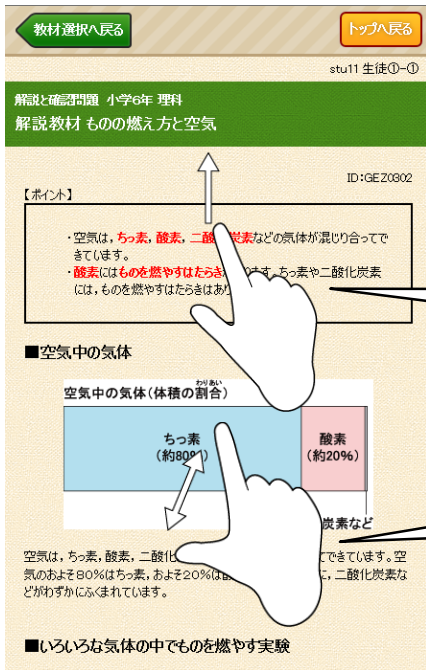 教材選択へ戻る
トップへ戻る
stu11 生徒①-①
解説と確認問題 小学6年 理科
解説教材 ものの燃え方と空気
ID:GEZ0302
【ポイント】
・空気は，ちっ素，酸素，二酸 炭素などの気体が混じり合ってで
きています。
・酸素にはものを燃やすはたらき ます。ちっ素や二酸化炭素
には，ものを燃やすはたらきはあり
■空気中の気体
空気中の気体(体積の割合)
わりあい
ちっ素
(約80%)
酸素
(約20%)
炭素など
空気は，ちっ素，酸素，二酸化 てできています。空
気のおよそ80%はちっ素，およそ20%は に，二酸化炭素な
どがわずかにふくまれています。
■いろいろな気体の中でものを燃やす実験